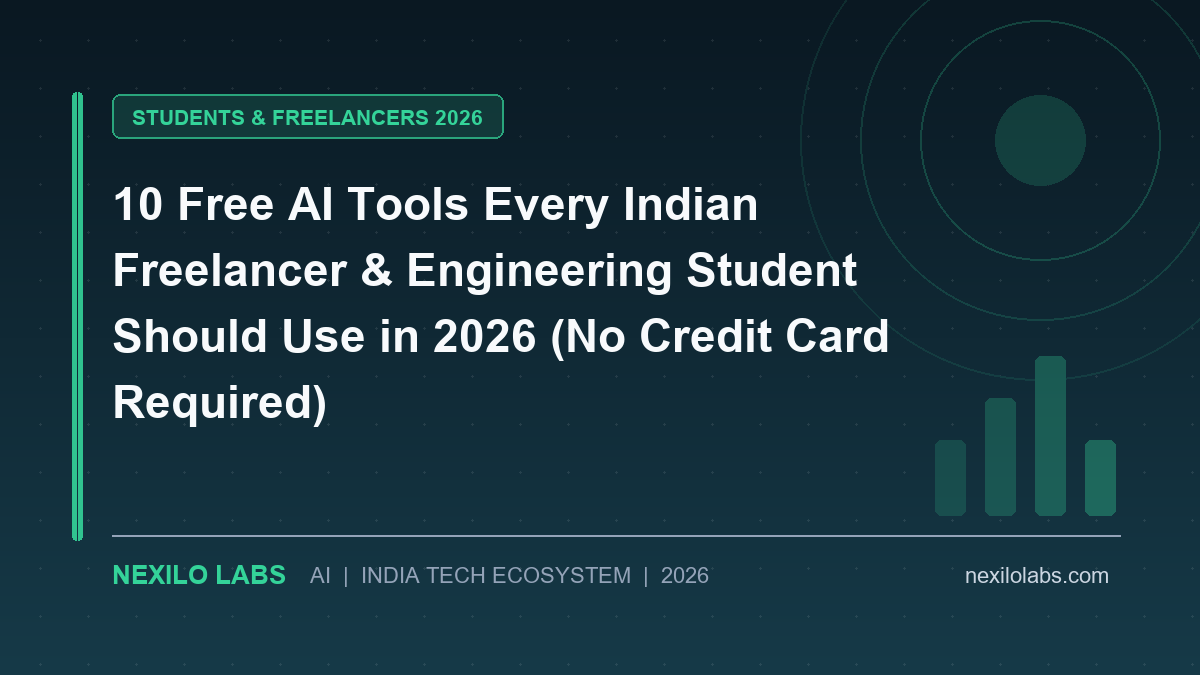 STUDENTS & FREELANCERS 2026
10 Free AI Tools Every Indian
Freelancer & Engineering Student
Should Use in 2026 (No Credit Card
Required)
NEXILO LABS AI | INDIA TECH ECOSYSTEM | 2026 nexilolabs.com